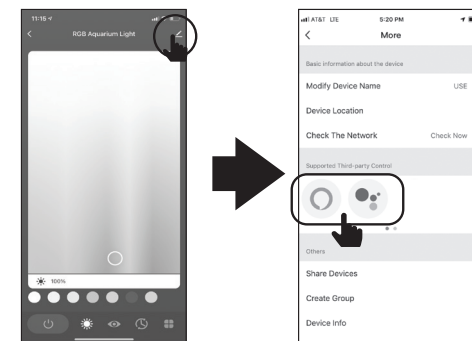 11:15
RGB Aquarium Light
100%
AT&T LTE 5:20 PM
More
Basic information about the device
Modify Device Name USE
Device Location
Check The Network Check Now
Supported Third-party Control
Others
Share Devices
Create Group
Device Info